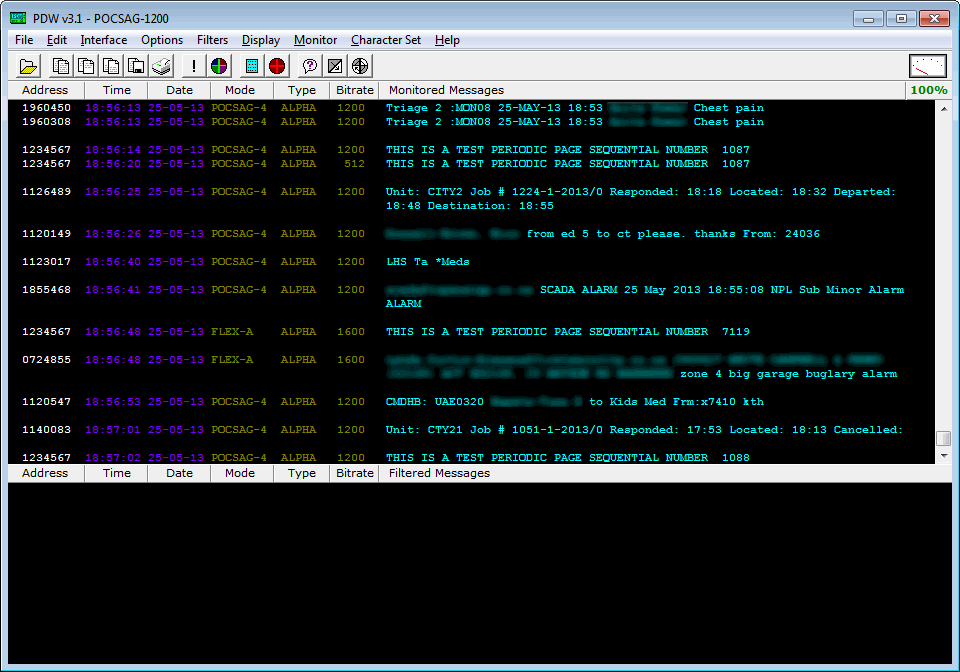 PDW v3.1 - POCSAG-1200
File Edit Interface Options Filters Display Monitor Character Set Help
Address Time Date Mode Type Bitrate Monitored Messages 100%
1960450 18:56:13 25-05-13 POCSAG-4 ALPHA 1200 Triage 2 :MON08 25-MAY-13 18:53 Chest pain
1960308 18:56:13 25-05-13 POCSAG-4 ALPHA 1200 Triage 2 :MON08 25-MAY-13 18:53 Chest pain
1234567 18:56:14 25-05-13 POCSAG-4 ALPHA 1200 THIS IS A TEST PERIODIC PAGE SEQUENTIAL NUMBER 1087
1234567 18:56:20 25-05-13 POCSAG-4 ALPHA 512 THIS IS A TEST PERIODIC PAGE SEQUENTIAL NUMBER 1087
1126489 18:56:25 25-05-13 POCSAG-4 ALPHA 1200 Unit: CITY2 Job # 1224-1-2013/0 Responded: 18:18 Located: 18:32 Departed:
18:48 Destination: 18:55
1120149 18:56:26 25-05-13 POCSAG-4 ALPHA 1200 from ed 5 to ct please. thanks From: 24036
1123017 18:56:40 25-05-13 POCSAG-4 ALPHA 1200 LHS Ta *Meds
1855468 18:56:41 25-05-13 POCSAG-4 ALPHA 1200 SCADA ALARM 25 May 2013 18:55:08 NPL Sub Minor Alarm
ALARM
1234567 18:56:48 25-05-13 FLEX-A ALPHA 1600 THIS IS A TEST PERIODIC PAGE SEQUENTIAL NUMBER 7119
0724855 18:56:48 25-05-13 FLEX-A ALPHA 1600
zone 4 big garage buglary alarm
1120547 18:56:53 25-05-13 POCSAG-4 ALPHA 1200 CMDHB: UAE0320 to Kids Med Frm:x7410 kth
1140083 18:57:01 25-05-13 POCSAG-4 ALPHA 1200 Unit: CTY21 Job # 1051-1-2013/0 Responded: 17:53 Located: 18:13 Cancelled:
1234567 18:57:02 25-05-13 POCSAG-4 ALPHA 1200 THIS IS A TEST PERIODIC PAGE SEQUENTIAL NUMBER 1088
Address Time Date Mode Type Bitrate Filtered Messages